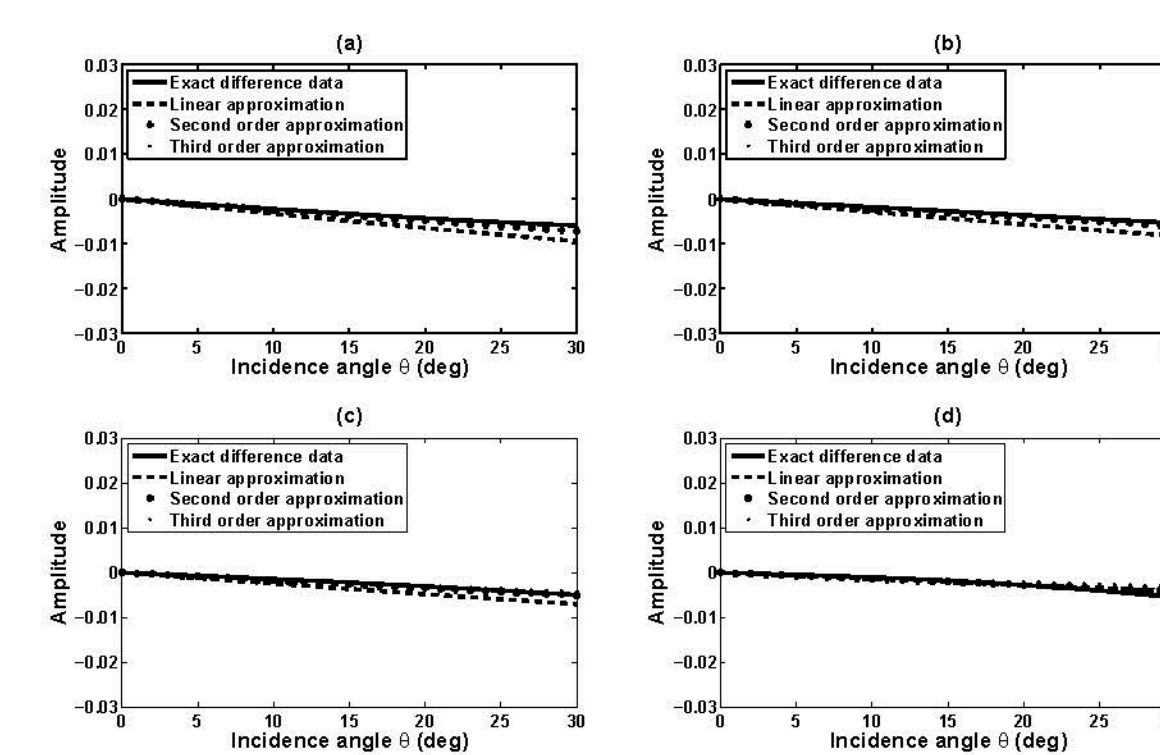 (a)
0.03
0.02
0.01
0
−0.01
−0.02
−0.03
Amplitude
Exact difference data
Linear approximation
Second order approximation
Third order approximation
0 5 10 15 20 25 30
Incidence angle θ (deg)
(b)
0.03
0.02
0.01
0
−0.01
−0.02
−0.03
Amplitude
Exact difference data
Linear approximation
Second order approximation
Third order approximation
0 5 10 15 20 25
Incidence angle θ (deg)
(c)
0.03
0.02
0.01
0
−0.01
−0.02
−0.03
Amplitude
Exact difference data
Linear approximation
Second order approximation
Third order approximation
0 5 10 15 20 25 30
Incidence angle θ (deg)
(d)
0.03
0.02
0.01
0
−0.01
−0.02
−0.03
Amplitude
Exact difference data
Linear approximation
Second order approximation
Third order approximation
0 5 10 15 20 25
Incidence angle θ (deg)